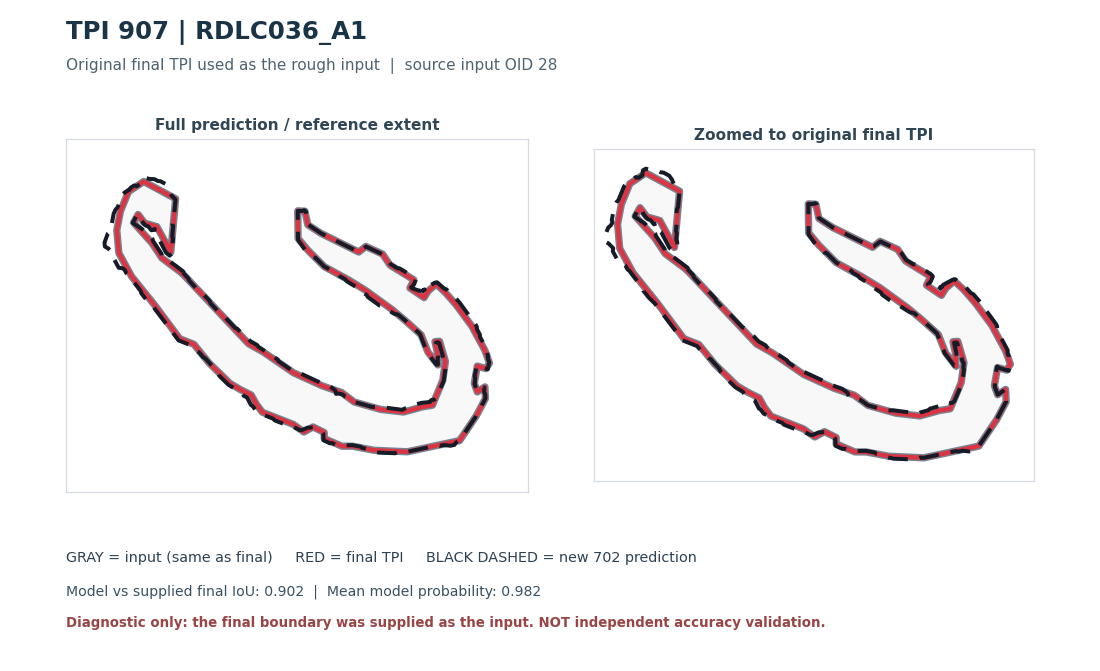 TPI 907 | RDLC036_A1
Original final TPI used as the rough input | source input OID 28
Full prediction / reference extent
Zoomed to original final TPI
GRAY = input (same as final) RED = final TPI BLACK DASHED = new 702 prediction
Model vs supplied final IoU: 0.902 | Mean model probability: 0.982
Diagnostic only: the final boundary was supplied as the input. NOT independent accuracy validation.